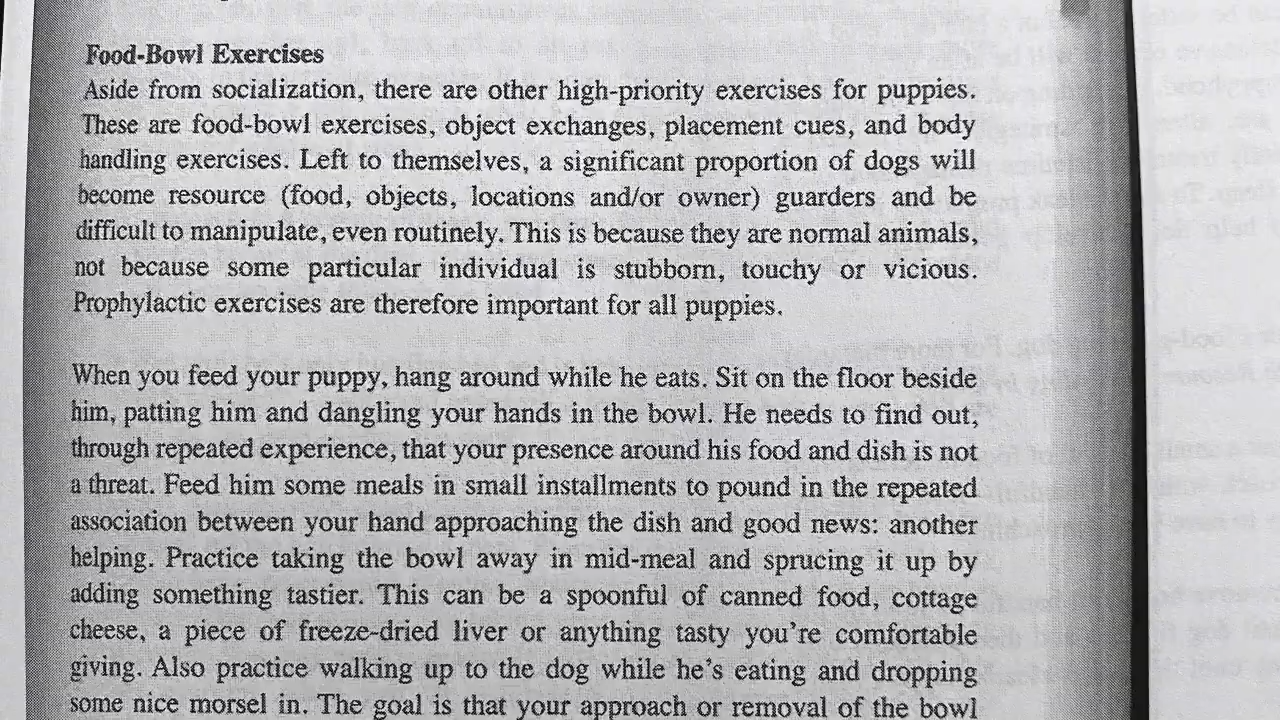 Food-Bowl Exercises
Aside from socialization, there are other high-priority exercises for puppies.
These are food-bowl exercises, object exchanges, placement cues, and body
handling exercises. Left to themselves, a significant proportion of dogs will
become resource (food, objects, locations and/or owner) guarders and be
difficult to manipulate, even routinely. This is because they are normal animals,
not because some particular individual is stubborn, touchy or vicious.
Prophylactic exercises are therefore important for all puppies.
When you feed your puppy, hang around while he eats. Sit on the floor beside
him, patting him and dangling your hands in the bowl. He needs to find out,
through repeated experience, that your presence around his food and dish is not
a threat. Feed him some meals in small installments to pound in the repeated
association between your hand approaching the dish and good news: another
helping. Practice taking the bowl away in mid-meal and sprucing it up by
adding something tastier. This can be a spoonful of canned food, cottage
cheese, a piece of freeze-dried liver or anything tasty you're comfortable
giving. Also practice walking up to the dog while he's eating and dropping
some nice morsel in. The goal is that your approach or removal of the bowl